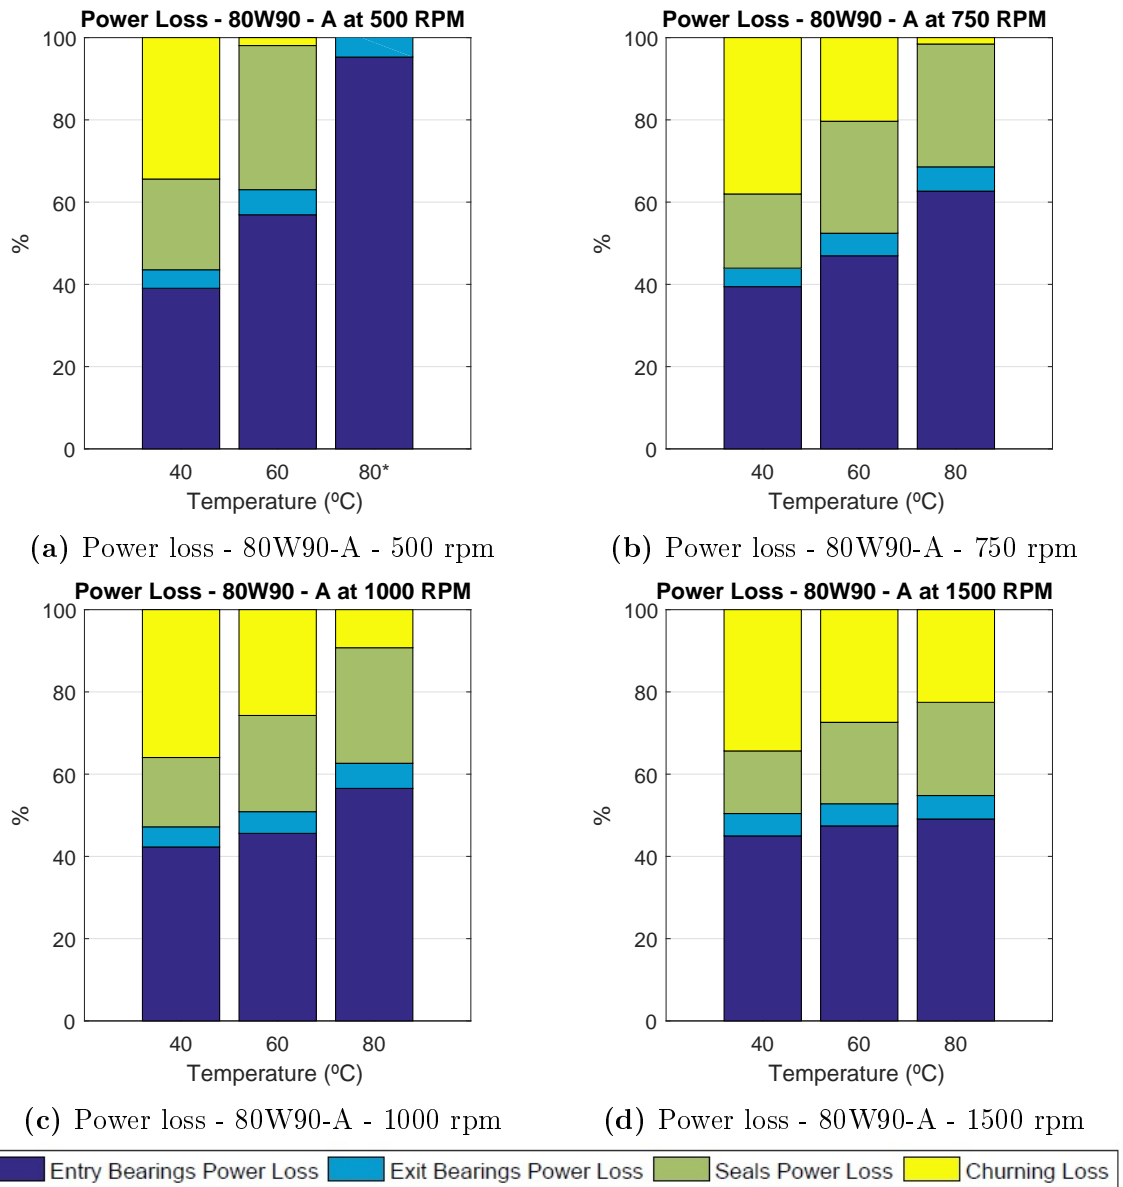 Power Loss - 80W90 - A at 500 RPM
100
80
60
40
20
0
%
40 60 80*
Temperature (ºC)
(a) Power loss - 80W90-A - 500 rpm
Power Loss - 80W90 - A at 750 RPM
100
80
60
40
20
0
%
40 60 80
Temperature (ºC)
(b) Power loss - 80W90-A - 750 rpm
Power Loss - 80W90 - A at 1000 RPM
100
80
60
40
20
0
%
40 60 80
Temperature (ºC)
(c) Power loss - 80W90-A - 1000 rpm
Power Loss - 80W90 - A at 1500 RPM
100
80
60
40
20
0
%
40 60 80
Temperature (ºC)
(d) Power loss - 80W90-A - 1500 rpm
Entry Bearings Power Loss Exit Bearings Power Loss Seals Power Loss Churning Loss